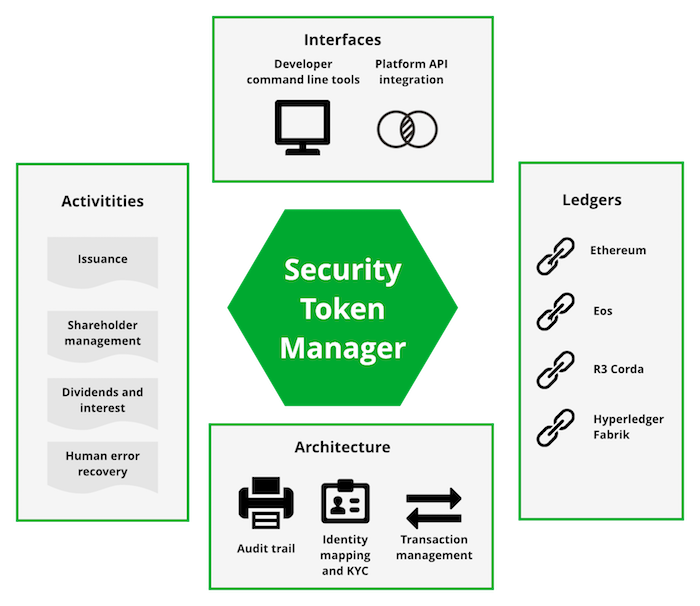 Interfaces
Developer
command line tools
Platform API
integration
Activitities
Issuance
Shareholder
management
Dividends and
interest
Human error
recovery
Security
Token
Manager
Ledgers
Ethereum
Eos
R3 Corda
Hyperledger
Fabrik
Architecture
Audit trail
Identity
mapping
and KYC
Transaction
management